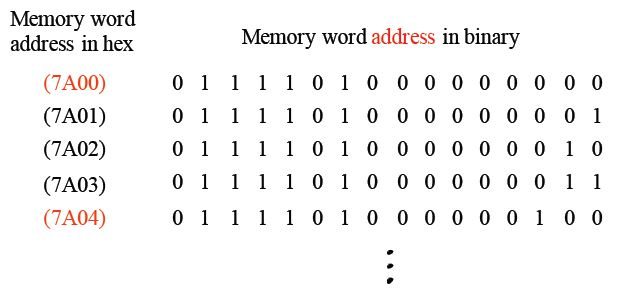 Memory word
address in hex
Memory word address in binary
(7A00) 0 1 1 1 1 0 1 0 0 0 0 0 0 0 0 0
(7A01) 0 1 1 1 1 0 1 0 0 0 0 0 0 0 0 1
(7A02) 0 1 1 1 1 0 1 0 0 0 0 0 0 0 1 0
(7A03) 0 1 1 1 1 0 1 0 0 0 0 0 0 0 1 1
(7A04) 0 1 1 1 1 0 1 0 0 0 0 0 0 1 0 0